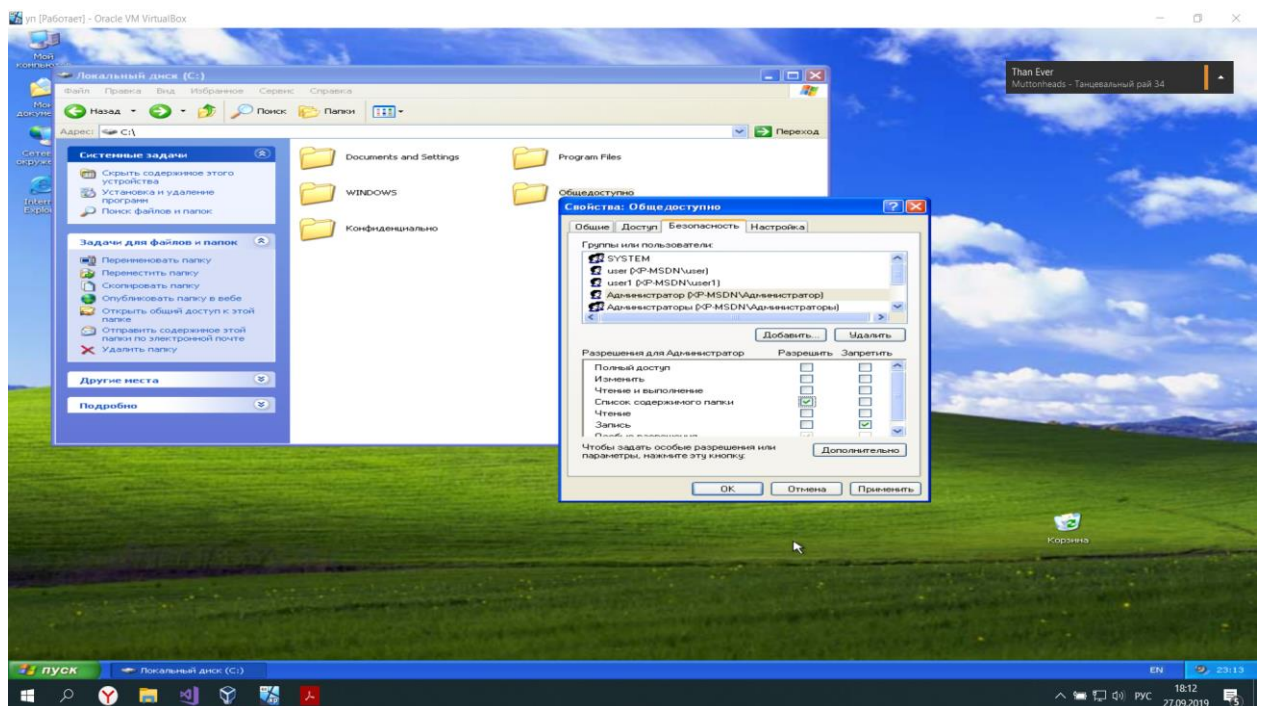 уп [Работает] - Oracle VM VirtualBox
Мой
Локальный диск (C:)
Файл Правка Вид Избранное Сервис Справка
Than Ever
Muttonheads - Танцевальный рай 34
Мои
Назад Поиск Папки
Адрес: C:\ Переход
Системные задачи
Скрыть содержимое этого
устройства
Установка и удаление
программ
Поиск файлов и папок
Documents and Settings
Program Files
WINDOWS
Общедоступно
Конфиденциально
Задачи для файлов и папок
Переименовать папку
Переместить папку
Скопировать папку
Опубликовать папку в вебе
Открыть общий доступ к этой
папке
Отправить содержимое этой
папки по электронной почте
Удалить папку
Другие места
Подробно
Свойства: Общедоступно
Общие Доступ Безопасность Настройка
Группы или пользователи:
SYSTEM
user (XP-MSDN\user)
user1 (XP-MSDN\user1)
Администратор (XP-MSDN\Администратор)
Администраторы (XP-MSDN\Администраторы)
Добавить... Удалить
Разрешения для Администратор Разрешить Запретить
Полный доступ
Изменить
Чтение и выполнение
Список содержимого папки
Чтение
Запись
Чтобы задать особые разрешения или
параметры, нажмите эту кнопку.
Дополнительно
OK Отмена Применить
Корзина
пуск Локальный диск (C:) EN 23:13
РУС 18:12
27.09.2019